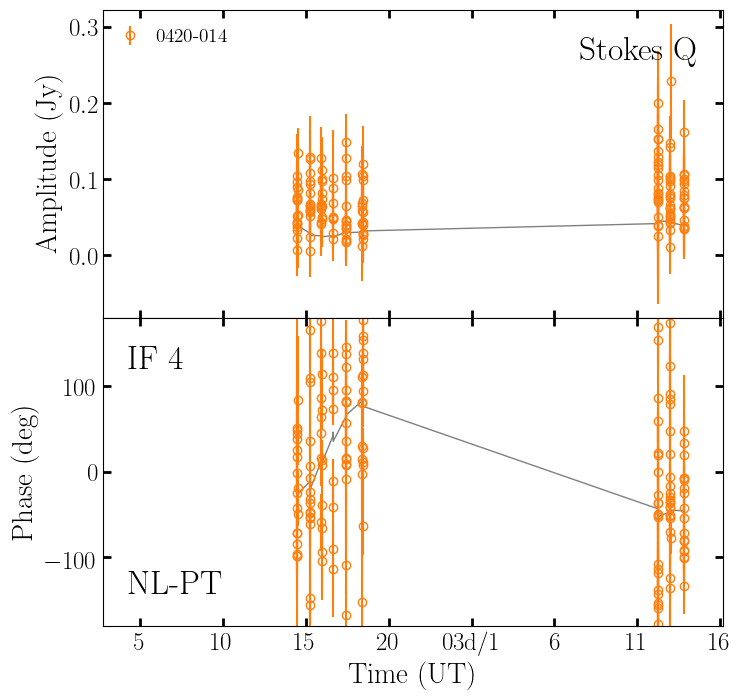 0420-014
Stokes Q
Amplitude (Jy)
0.3
0.2
0.1
0.0
IF 4
NL-PT
Phase (deg)
100
0
−100
5 10 15 20 03d/1 6 11 16
Time (UT)